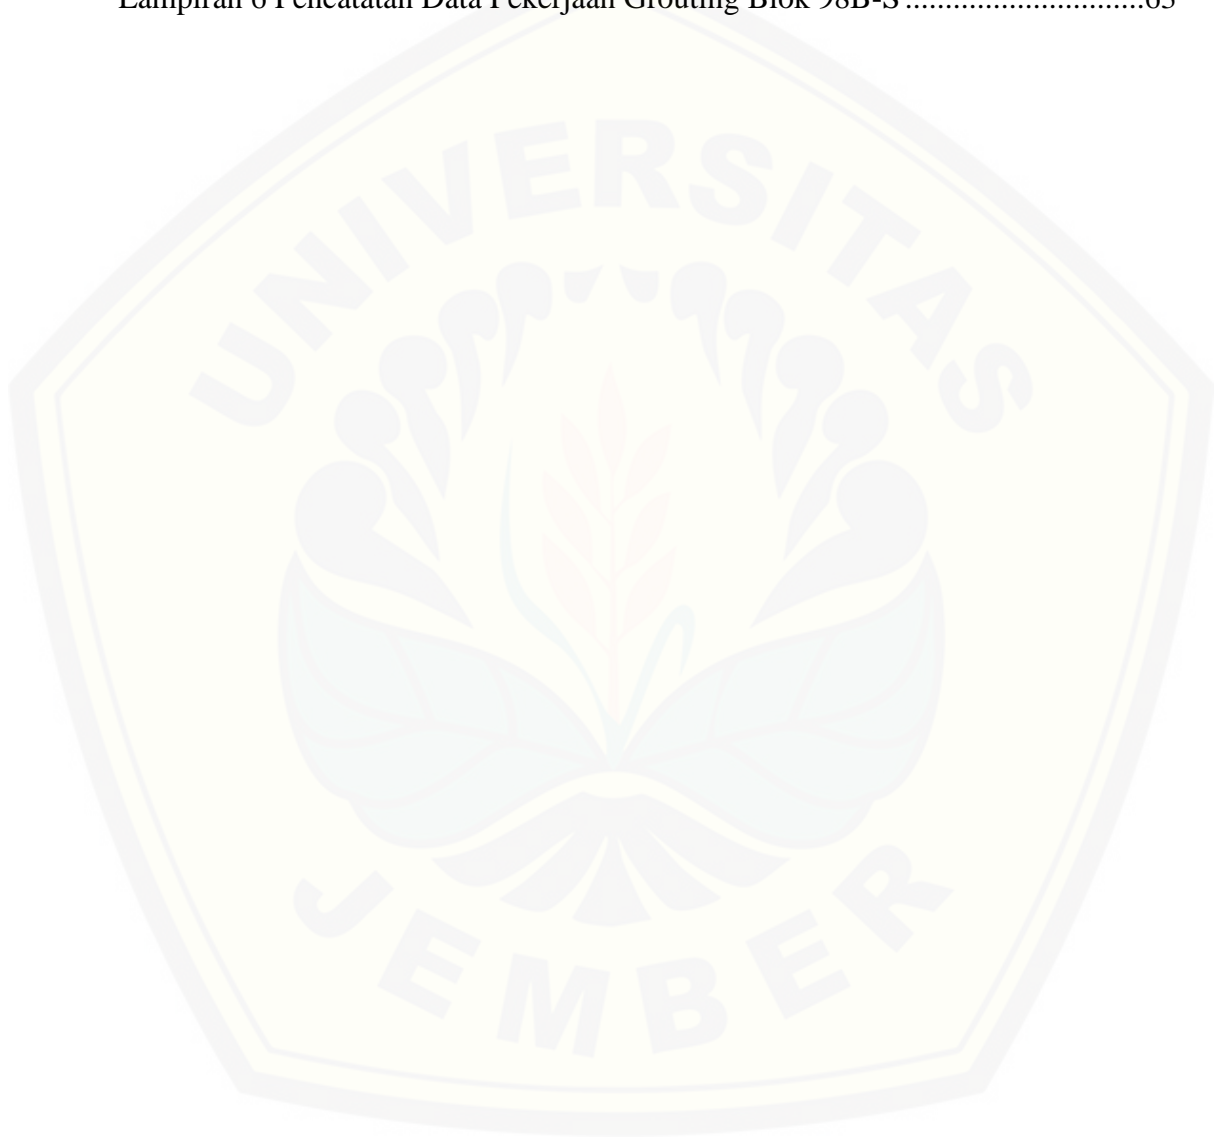 Lampiran 6 Pencatatan Data Pekerjaan Grouting Blok 98B-S ..............................65
UNIVERSITAS
JEMBER